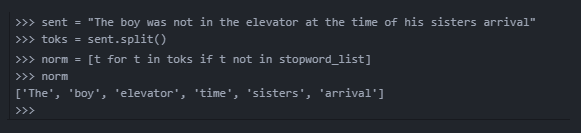 >>> sent = "The boy was not in the elevator at the time of his sisters arrival”
>>> toks = sent.split()
>>> norm = [t for t in toks if t not in stopword_list]
>>> norm
['The', 'boy', 'elevator', 'time', 'sisters', 'arrival']
>>>